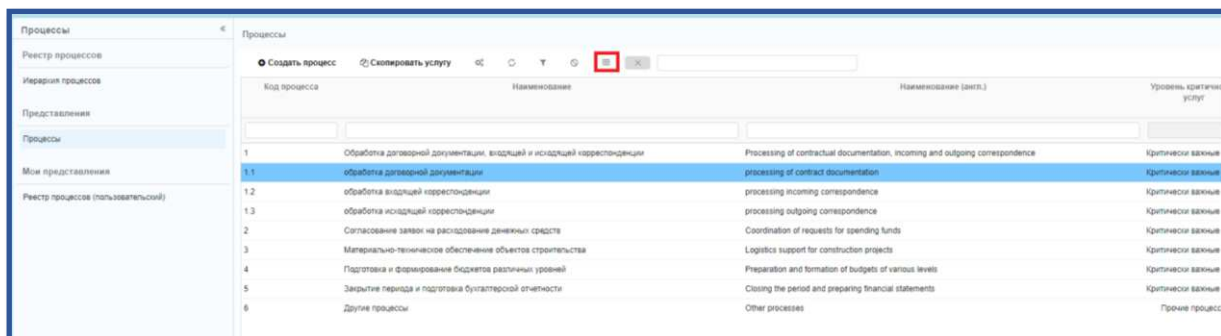 Процессы «
Реестр процессов
Иерархия процессов
Представления
Процессы
Мои представления
Реестр процессов (пользовательский)
Процессы
Создать процесс Скопировать услугу
Код процесса Наименование Наименование (англ.) Уровень критично
услуг
1 Обработка договорной документации, входящей и исходящей корреспонденции Processing of contractual documentation, incoming and outgoing correspondence Критически важные
1.1 обработка договорной документации processing of contract documentation Критически важные
1.2 обработка входящей корреспонденции processing incoming correspondence Критически важные
1.3 обработка исходящей корреспонденции processing outgoing correspondence Критически важные
2 Согласование заявок на расходование денежных средств Coordination of requests for spending funds Критически важные
3 Материально-техническое обеспечение объектов строительства Logistics support for construction projects Критически важные
4 Подготовка и формирование бюджетов различных уровней Preparation and formation of budgets of various levels Критически важные
5 Закрытие периода и подготовка бухгалтерской отчетности Closing the period and preparing financial statements Критически важные
6 Другие процессы Other processes Прочие процесс